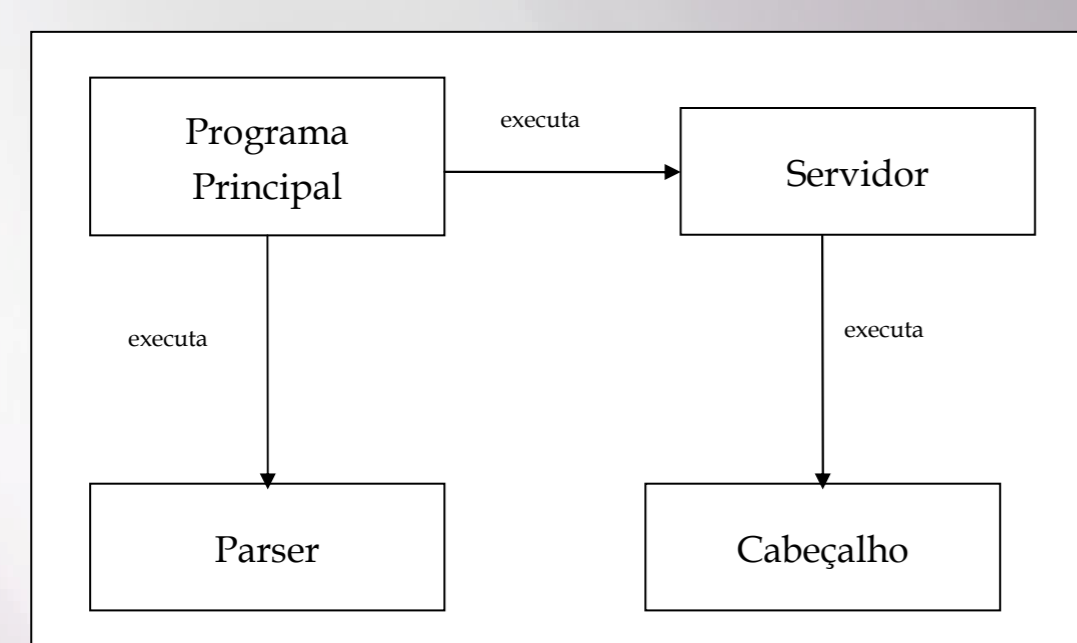 Programa
Principal
executa
Servidor
executa
executa
Parser
Cabeçalho